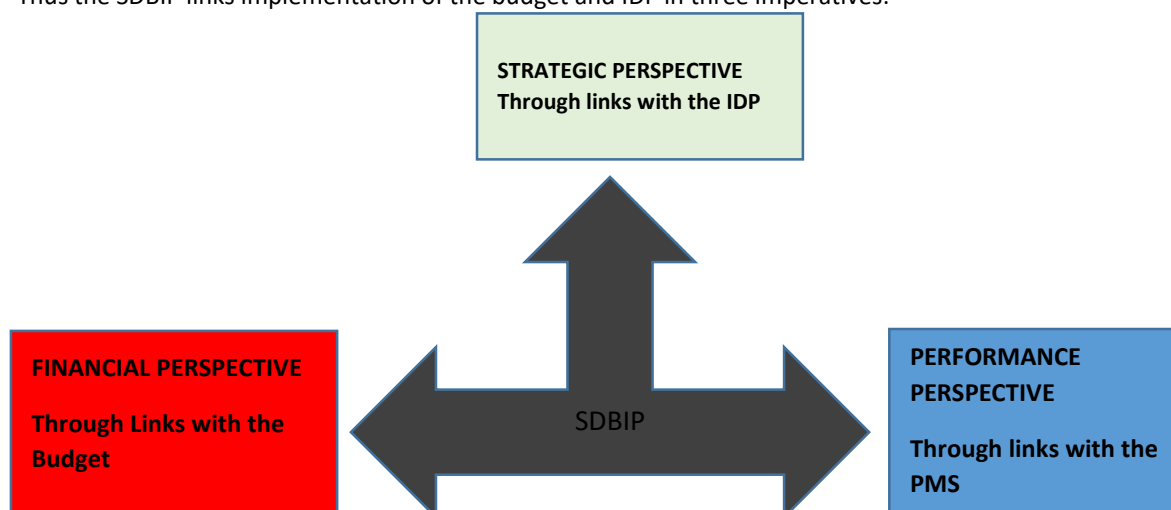 Thus the SDBIP links implementation of the budget and IDP in three imperatives:
STRATEGIC PERSPECTIVE
Through links with the IDP
FINANCIAL PERSPECTIVE
Through Links with the
Budget
SDBIP
PERFORMANCE
PERSPECTIVE
Through links with the
PMS